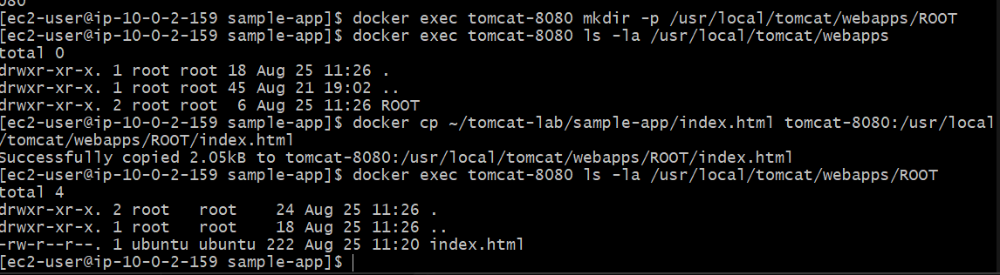 080
[ec2-user@ip-10-0-2-159 sample-app]$ docker exec tomcat-8080 mkdir -p /usr/local/tomcat/webapps/ROOT
[ec2-user@ip-10-0-2-159 sample-app]$ docker exec tomcat-8080 ls -la /usr/local/tomcat/webapps
total 0
drwxr-xr-x. 1 root root 18 Aug 25 11:26 .
drwxr-xr-x. 1 root root 45 Aug 21 19:02 ..
drwxr-xr-x. 2 root root  6 Aug 25 11:26 ROOT
[ec2-user@ip-10-0-2-159 sample-app]$ docker cp ~/tomcat-lab/sample-app/index.html tomcat-8080:/usr/local
/tomcat/webapps/ROOT/index.html
Successfully copied 2.05kB to tomcat-8080:/usr/local/tomcat/webapps/ROOT/index.html
[ec2-user@ip-10-0-2-159 sample-app]$ docker exec tomcat-8080 ls -la /usr/local/tomcat/webapps/ROOT
total 4
drwxr-xr-x. 2 root   root    24 Aug 25 11:26 .
drwxr-xr-x. 1 root   root    18 Aug 25 11:26 ..
-rw-r--r--. 1 ubuntu ubuntu 222 Aug 25 11:20 index.html
[ec2-user@ip-10-0-2-159 sample-app]$